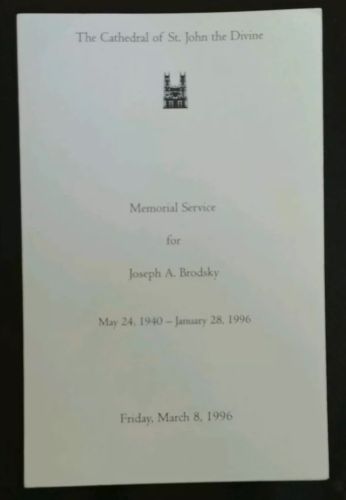 The Cathedral of St. John the Divine
Memorial Service
for
Joseph A. Brodsky
May 24, 1940 – January 28, 1996
Friday, March 8, 1996